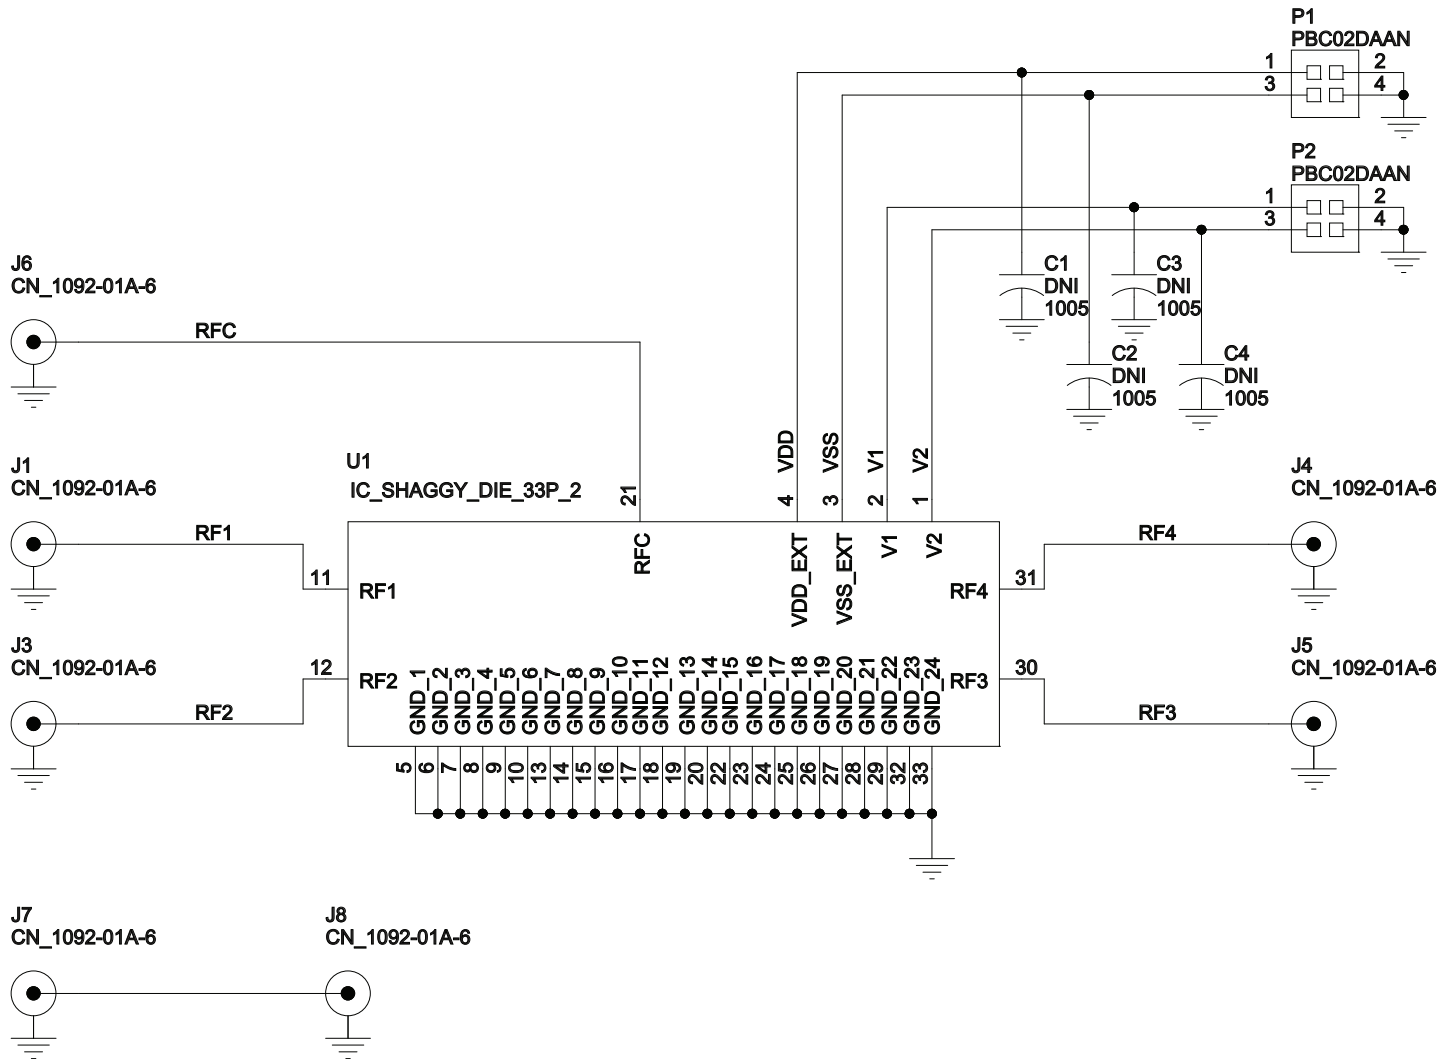 P1
PBC02DAAN
1
2
3
4
P2
PBC02DAAN
1
2
3
4
J6
CN_1092-01A-6
RFC
C1
DNI
1005
C3
DNI
1005
C2
DNI
1005
C4
DNI
1005
J1
CN_1092-01A-6
RF1
U1
IC_SHAGGY_DIE_33P_2
21
4
VDD
3
VSS
2
V1
1
V2
J4
CN_1092-01A-6
RF4
RFC
VDD_EXT
VSS_EXT
V1
V2
11
RF1
RF4
31
J3
CN_1092-01A-6
12
RF2
RF2
RF3
30
J5
CN_1092-01A-6
RF3
GND_1
GND_2
GND_3
GND_4
GND_5
GND_6
GND_7
GND_8
GND_9
GND_10
GND_11
GND_12
GND_13
GND_14
GND_15
GND_16
GND_17
GND_18
GND_19
GND_20
GND_21
GND_22
GND_23
GND_24
5
6
7
8
9
10
13
14
15
16
17
18
19
20
22
23
24
25
26
27
28
29
32
33
J7
CN_1092-01A-6
J8
CN_1092-01A-6